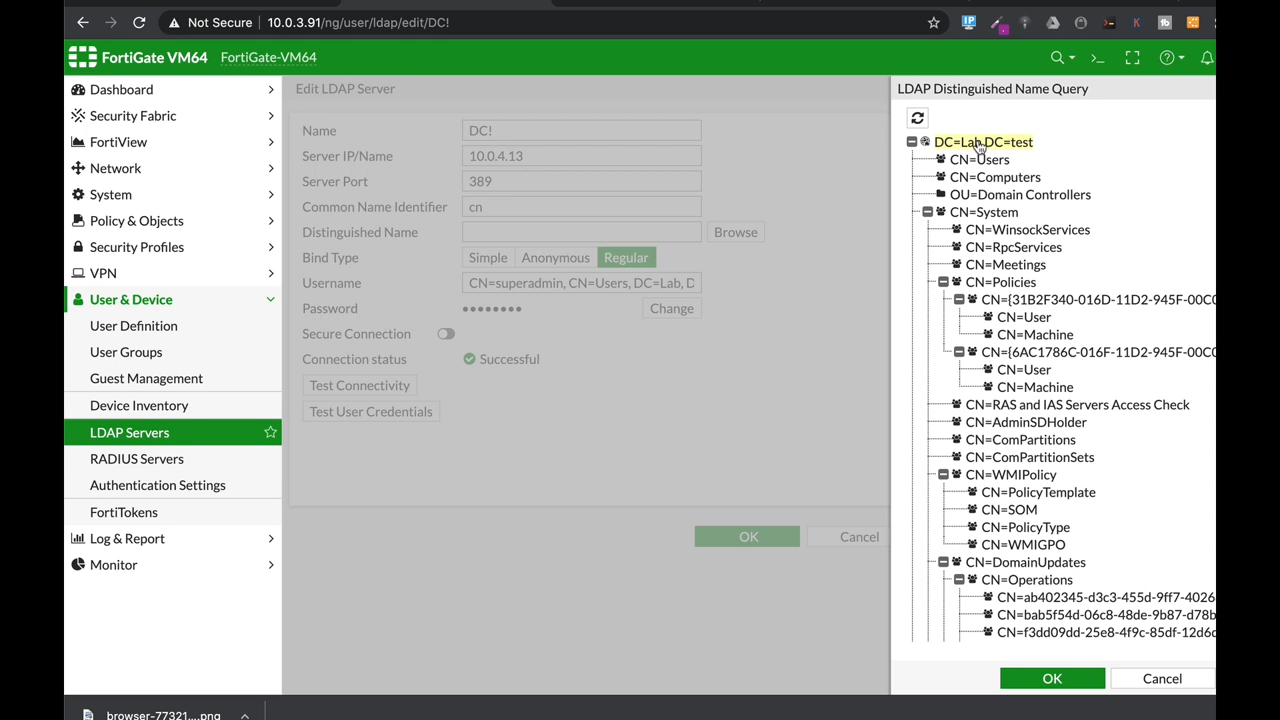 Not Secure 10.0.3.91/ng/user/ldap/edit/DC!
IP
K
tb
FortiGate VM64 FortiGate-VM64
Dashboard
Security Fabric
FortiView
Network
System
Policy & Objects
Security Profiles
VPN
User & Device
User Definition
User Groups
Guest Management
Device Inventory
LDAP Servers
RADIUS Servers
Authentication Settings
FortiTokens
Log & Report
Monitor
Edit LDAP Server
Name DC!
Server IP/Name 10.0.4.13
Server Port 389
Common Name Identifier cn
Distinguished Name Browse
Bind Type Simple Anonymous Regular
Username CN=superadmin, CN=Users, DC=Lab, D
Password •••••••• Change
Secure Connection
Connection status Successful
Test Connectivity
Test User Credentials
OK Cancel
LDAP Distinguished Name Query
DC=Lab,DC=test
CN=Users
CN=Computers
OU=Domain Controllers
CN=System
CN=WinsockServices
CN=RpcServices
CN=Meetings
CN=Policies
CN={31B2F340-016D-11D2-945F-00C0
CN=User
CN=Machine
CN={6AC1786C-016F-11D2-945F-00C0
CN=User
CN=Machine
CN=RAS and IAS Servers Access Check
CN=AdminSDHolder
CN=ComPartitions
CN=ComPartitionSets
CN=WMIPolicy
CN=PolicyTemplate
CN=SOM
CN=PolicyType
CN=WMIGPO
CN=DomainUpdates
CN=Operations
CN=ab402345-d3c3-455d-9ff7-4026
CN=bab5f54d-06c8-48de-9b87-d78b
CN=f3dd09dd-25e8-4f9c-85df-12d6
OK Cancel
browser-77321....png